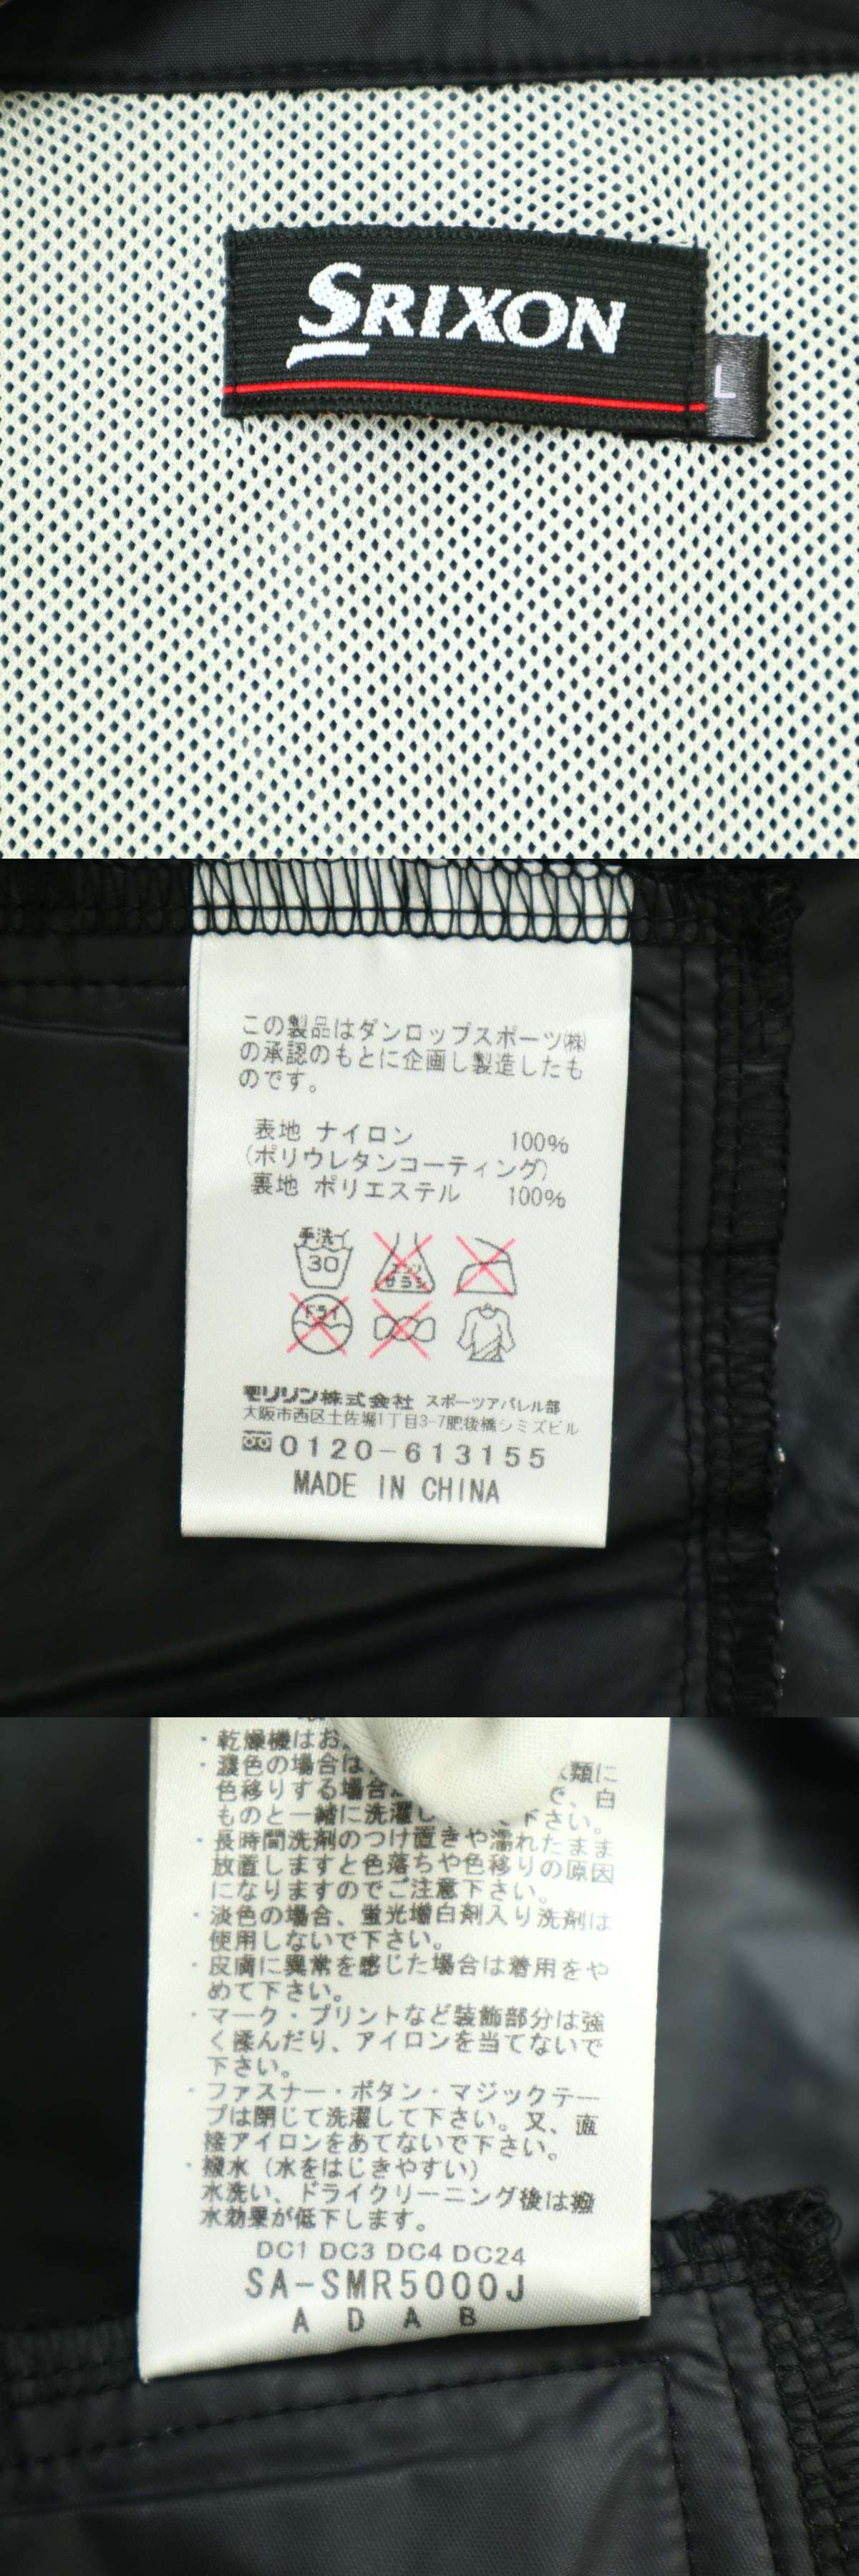 SRIXON
L
この製品はダンロップスポーツ㈱
の承認のもとに企画し製造したも
のです。
表地 ナイロン 100%
(ポリウレタンコーティング)
裏地 ポリエステル 100%
手洗イ
30
エンソ
サラシ
ドライ
モリリン株式会社 スポーツアパレル部
大阪市西区土佐堀1丁目3-7肥後橋シミズビル
0120-613155
MADE IN CHINA
・乾燥機はお
・濃色の場合は 類に
色移りする場合 で、白
ものと一緒に洗濯し 下さい。
・長時間洗剤のつけ置きや濡れたまま
放置しますと色落ちや色移りの原因
になりますのでご注意下さい。
・淡色の場合、蛍光増白剤入り洗剤は
使用しないで下さい。
・皮膚に異常を感じた場合は着用をや
めて下さい。
・マーク・プリントなど装飾部分は強
く揉んだり、アイロンを当てないで
下さい。
・ファスナー・ボタン・マジックテー
プは閉じて洗濯して下さい。又、直
接アイロンをあてないで下さい。
・撥水（水をはじきやすい）
水洗い、ドライクリーニング後は撥
水効果が低下します。
DC1 DC3 DC4 DC24
SA-SMR5000J
A D A B